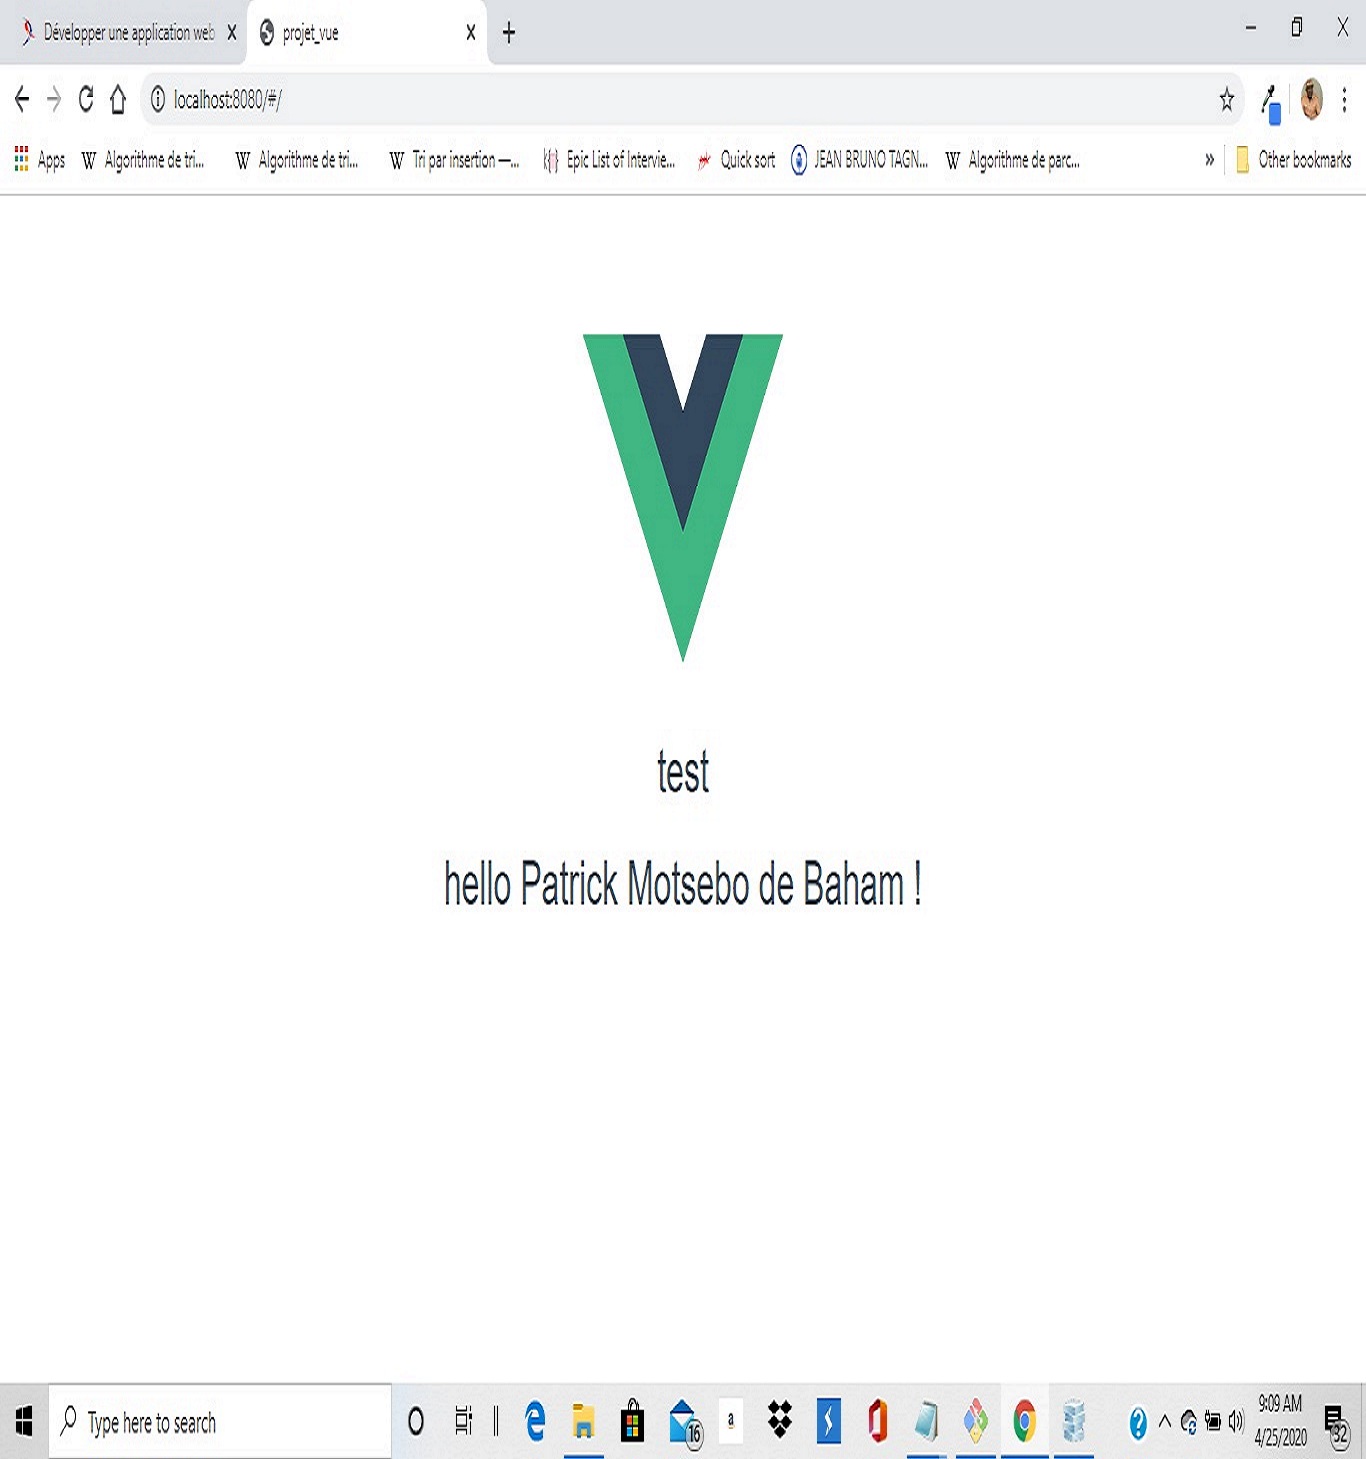 Développer une application web
projet_vue
localhost:8080/#/
Apps
Algorithme de tri...
Algorithme de tri...
Tri par insertion —...
Epic List of Intervie...
Quick sort
JEAN BRUNO TAGN...
Algorithme de parc...
»
Other bookmarks
test
hello Patrick Motsebo de Baham !
Type here to search
16
a
9:09 AM
4/25/2020
32